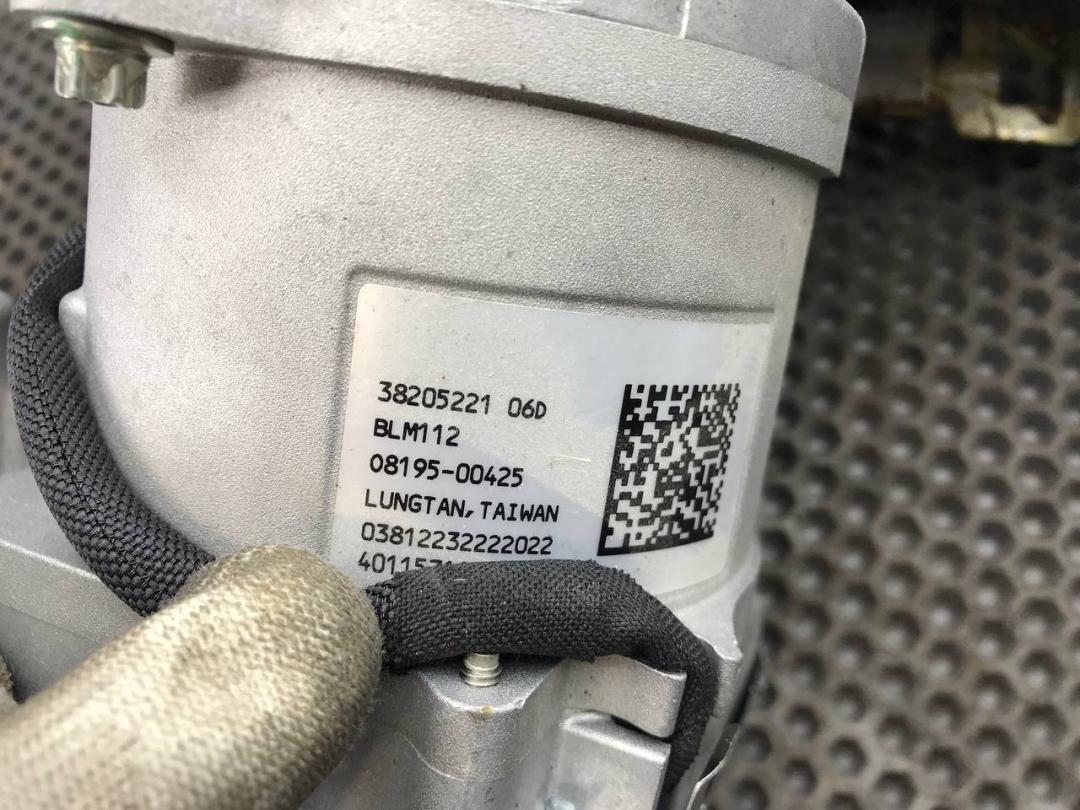 38205221 06D
BLM112
08195-00425
LUNGTAN, TAIWAN
03812232222022